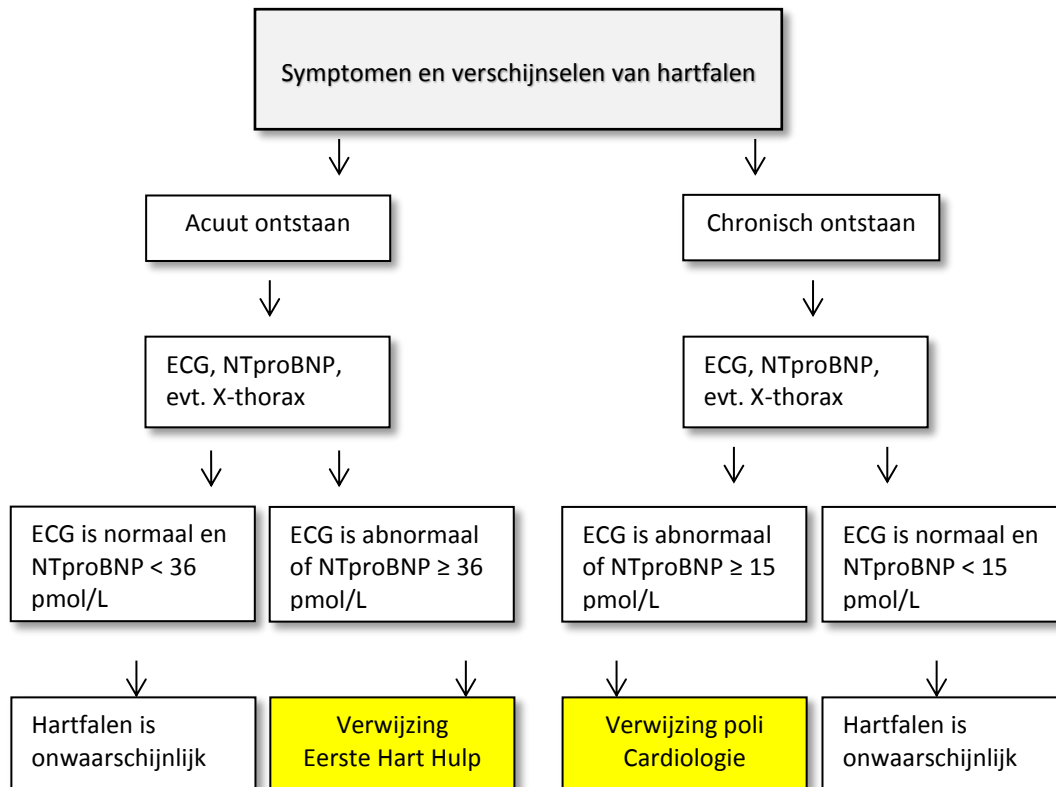 Symptomen en verschijnselen van hartfalen
Acuut ontstaan
Chronisch ontstaan
ECG, NTproBNP,
evt. X-thorax
ECG, NTproBNP,
evt. X-thorax
ECG is normaal en
NTproBNP < 36
pmol/L
ECG is abnormaal
of NTproBNP ≥ 36
pmol/L
ECG is abnormaal
of NTproBNP ≥ 15
pmol/L
ECG is normaal en
NTproBNP < 15
pmol/L
Hartfalen is
onwaarschijnlijk
Verwijzing
Eerste Hart Hulp
Verwijzing poli
Cardiologie
Hartfalen is
onwaarschijnlijk